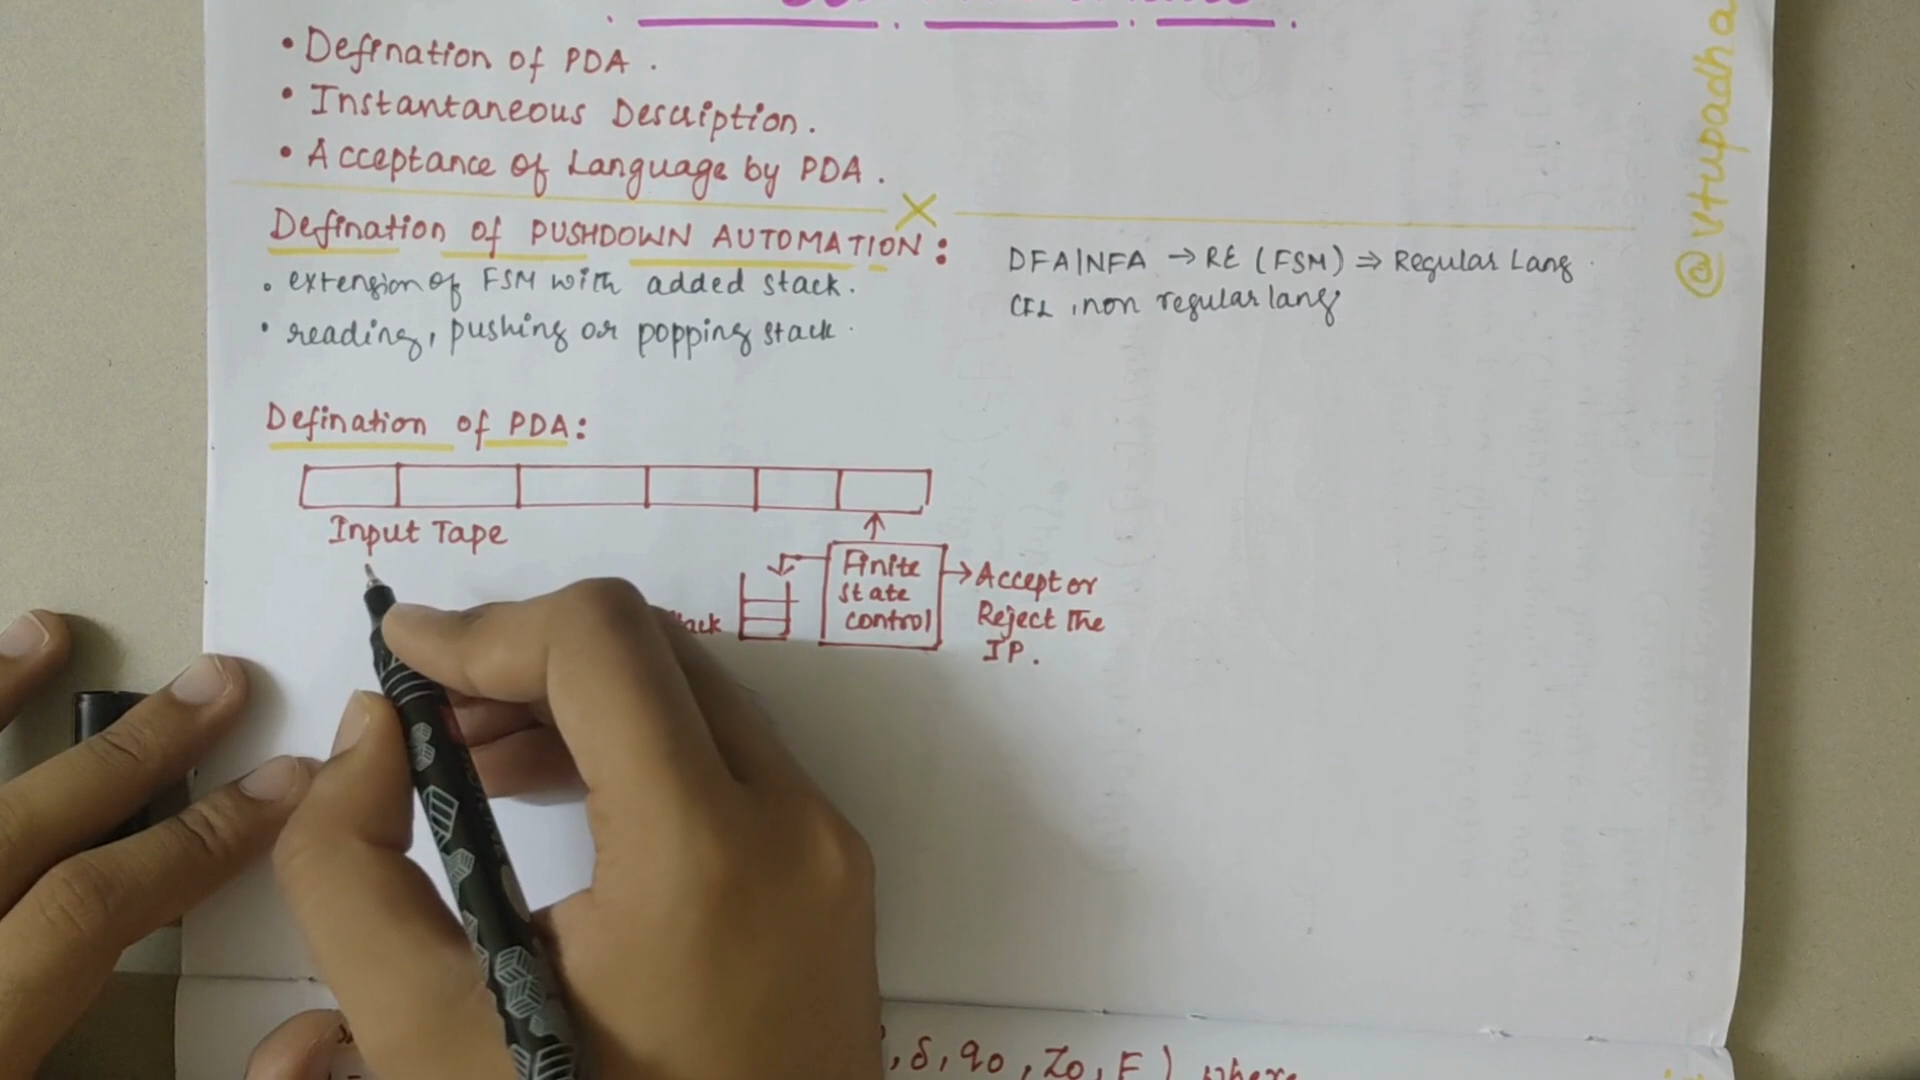 • Defination of PDA .
• Instantaneous Description.
• Acceptance of Language by PDA .
Defination of PUSHDOWN AUTOMATION :
• extension of FSM with added stack.
• reading, pushing or popping stack.
DFA|NFA → RE (FSM) ⇒ Regular Lang.
CFL , non regular lang
Defination of PDA:
Input Tape
Finite
state
control
→ Accept or
Reject The
IP.
, δ, q0 , Z0, F ) where
@vtupadha